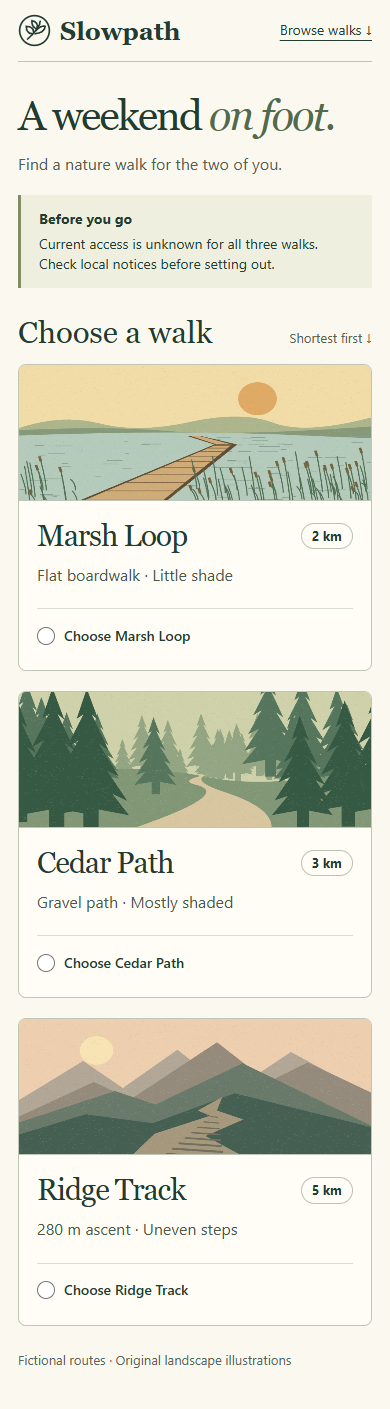 Slowpath
Browse walks ↓
A weekend on foot.
Find a nature walk for the two of you.
Before you go
Current access is unknown for all three walks.
Check local notices before setting out.
Choose a walk
Shortest first ↓
Marsh Loop
2 km
Flat boardwalk · Little shade
Choose Marsh Loop
Cedar Path
3 km
Gravel path · Mostly shaded
Choose Cedar Path
Ridge Track
5 km
280 m ascent · Uneven steps
Choose Ridge Track
Fictional routes · Original landscape illustrations